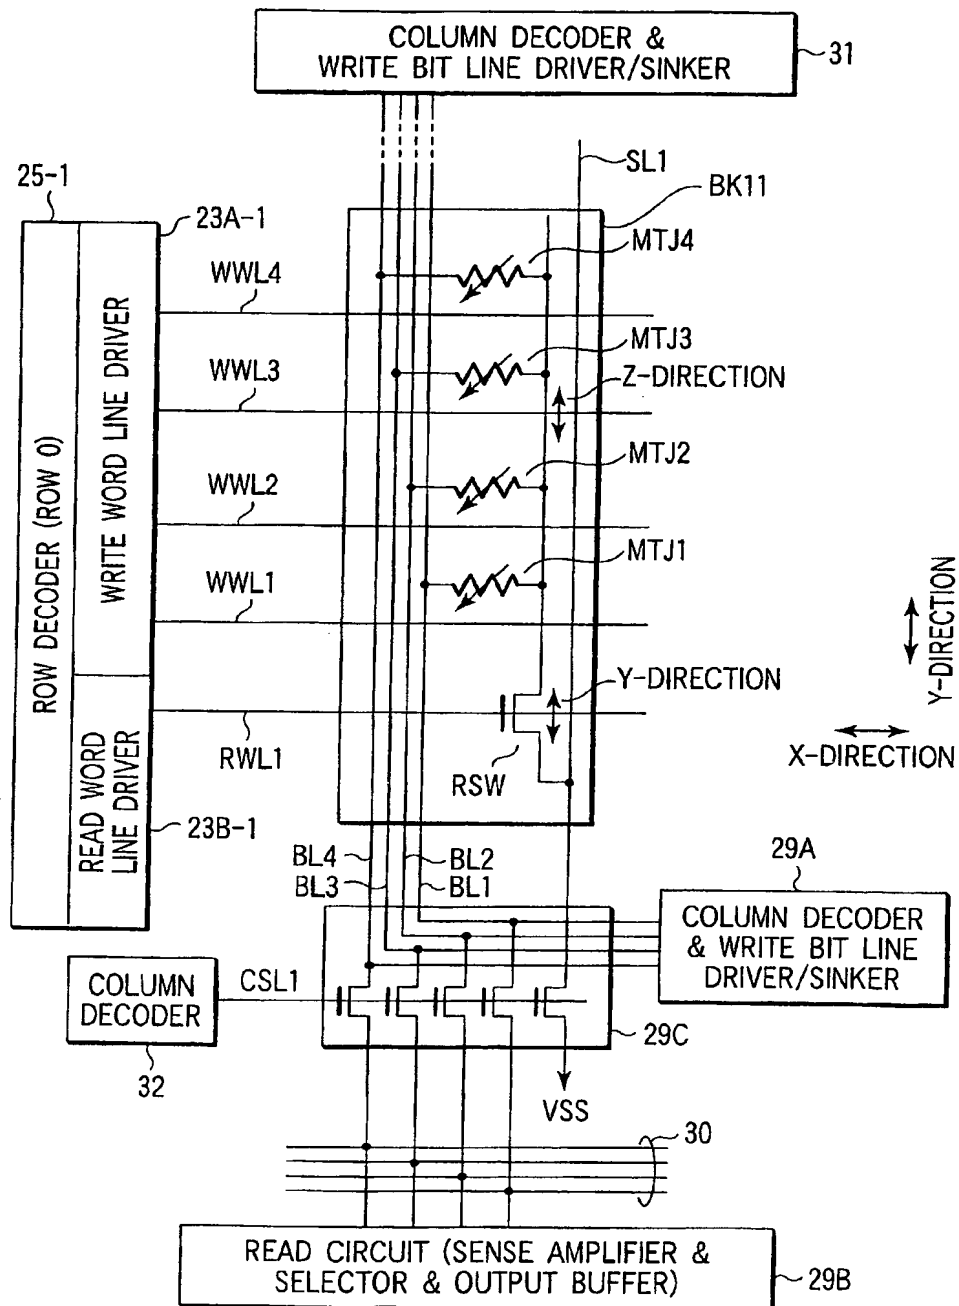 COLUMN DECODER &
WRITE BIT LINE DRIVER/SINKER
31
SL1
25-1
BK11
23A-1
MTJ4
WWL4
MTJ3
WWL3
Z-DIRECTION
ROW DECODER (ROW 0)
WRITE WORD LINE DRIVER
MTJ2
WWL2
MTJ1
WWL1
Y-DIRECTION
Y-DIRECTION
X-DIRECTION
RWL1
RSW
READ WORD
LINE DRIVER
23B-1
BL4
BL2
BL3
BL1
29A
COLUMN DECODER
& WRITE BIT LINE
DRIVER/SINKER
COLUMN
DECODER
CSL1
29C
32
VSS
30
READ CIRCUIT (SENSE AMPLIFIER &
SELECTOR & OUTPUT BUFFER)
29B